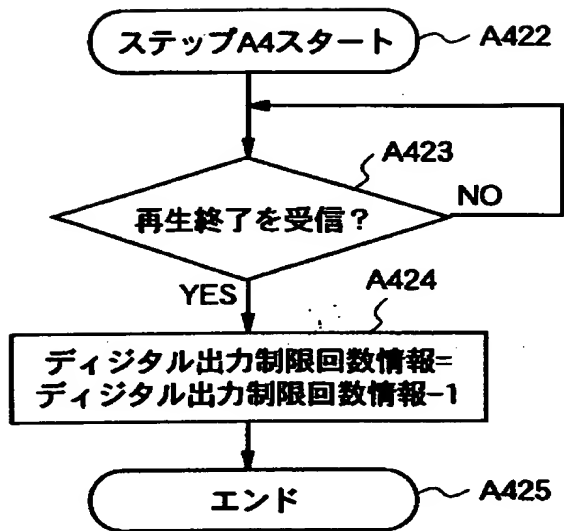 ステップA4スタート
A422
A423
再生終了を受信?
NO
YES
A424
ディジタル出力制限回数情報=
ディジタル出力制限回数情報-1
エンド
A425